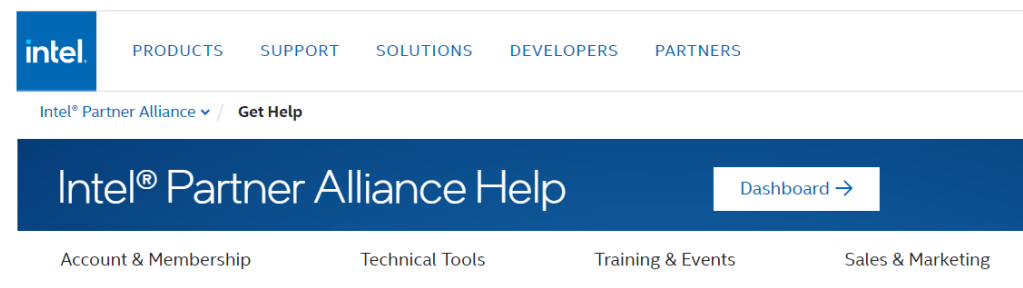 intel.
PRODUCTS SUPPORT SOLUTIONS DEVELOPERS PARTNERS
Intel® Partner Alliance / Get Help
Intel® Partner Alliance Help Dashboard →
Account & Membership Technical Tools Training & Events Sales & Marketing